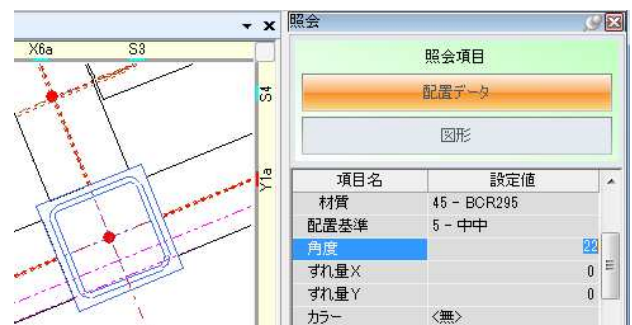 照会
X6a S3
S4
Y1a
照会項目
配置データ
図形
項目名 設定値
材質 45 - BCR295
配置基準 5 - 中中
角度 22
ずれ量X 0
ずれ量Y 0
カラー <無>